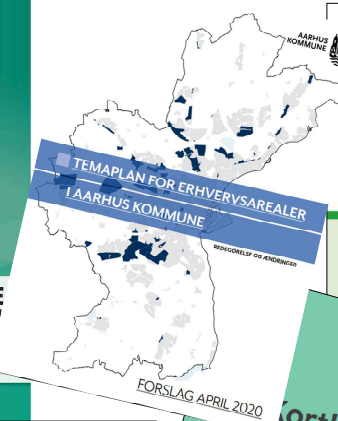 AARHUS
KOMMUNE
TEMAPLAN FOR ERHVERVSAREALER
I AARHUS KOMMUNE
REDEGØRELSE OG ÆNDRINGER
FORSLAG APRIL 2020